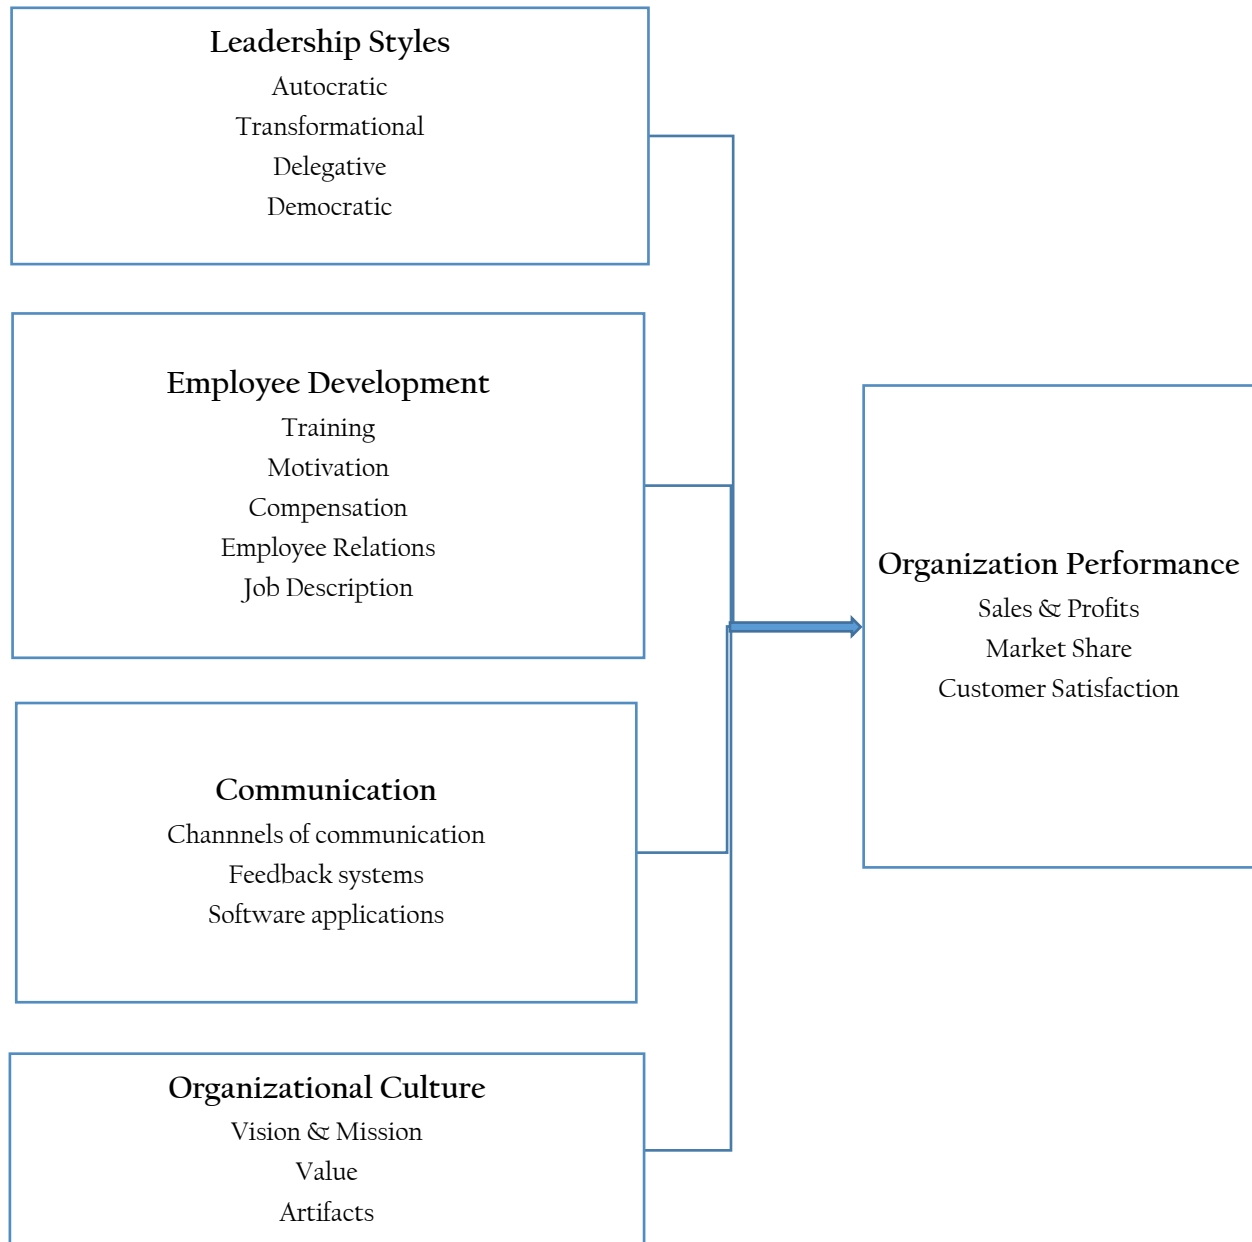 Leadership Styles
Autocratic
Transformational
Delegative
Democratic
Employee Development
Training
Motivation
Compensation
Employee Relations
Job Description
Communication
Channnels of communication
Feedback systems
Software applications
Organizational Culture
Vision & Mission
Value
Artifacts
Organization Performance
Sales & Profits
Market Share
Customer Satisfaction